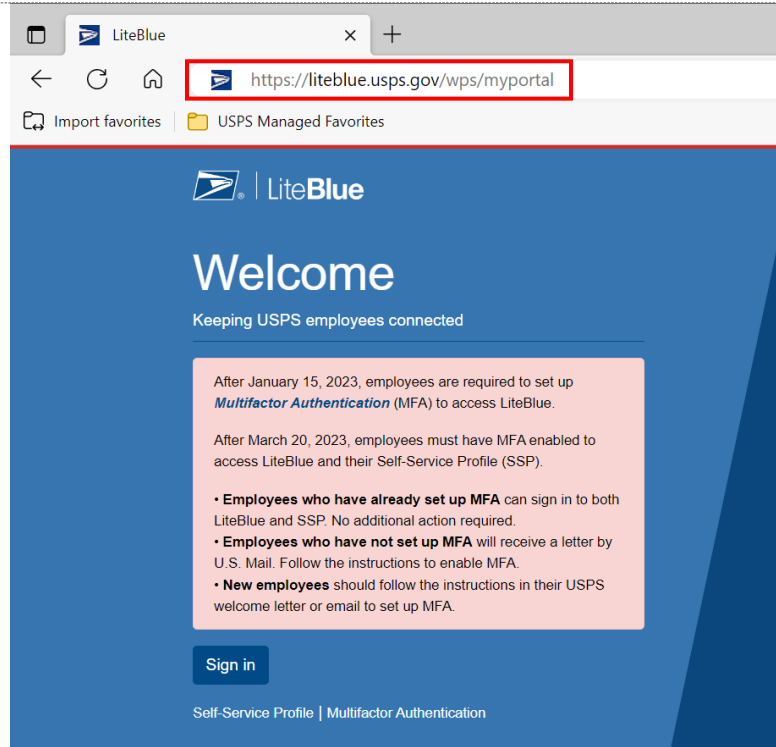 LiteBlue
https://liteblue.usps.gov/wps/myportal
Import favorites
USPS Managed Favorites
LiteBlue
Welcome
Keeping USPS employees connected
After January 15, 2023, employees are required to set up
Multifactor Authentication (MFA) to access LiteBlue.
After March 20, 2023, employees must have MFA enabled to
access LiteBlue and their Self-Service Profile (SSP).
• Employees who have already set up MFA can sign in to both
LiteBlue and SSP. No additional action required.
• Employees who have not set up MFA will receive a letter by
U.S. Mail. Follow the instructions to enable MFA.
• New employees should follow the instructions in their USPS
welcome letter or email to set up MFA.
Sign in
Self-Service Profile | Multifactor Authentication